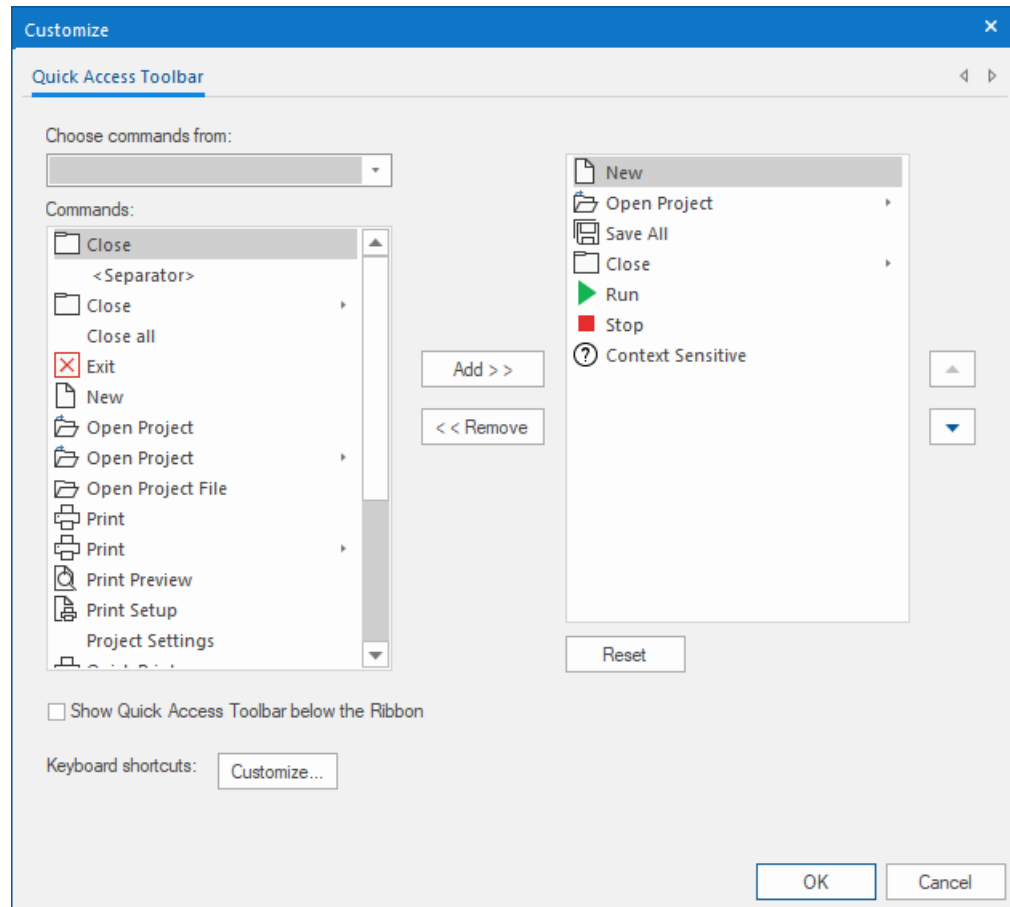 Customize
Quick Access Toolbar
Choose commands from:
Commands:
Close
<Separator>
Close
Close all
Exit
New
Open Project
Open Project
Open Project File
Print
Print
Print Preview
Print Setup
Project Settings
Add > >
< < Remove
New
Open Project
Save All
Close
Run
Stop
Context Sensitive
Reset
Show Quick Access Toolbar below the Ribbon
Keyboard shortcuts:
Customize...
OK
Cancel